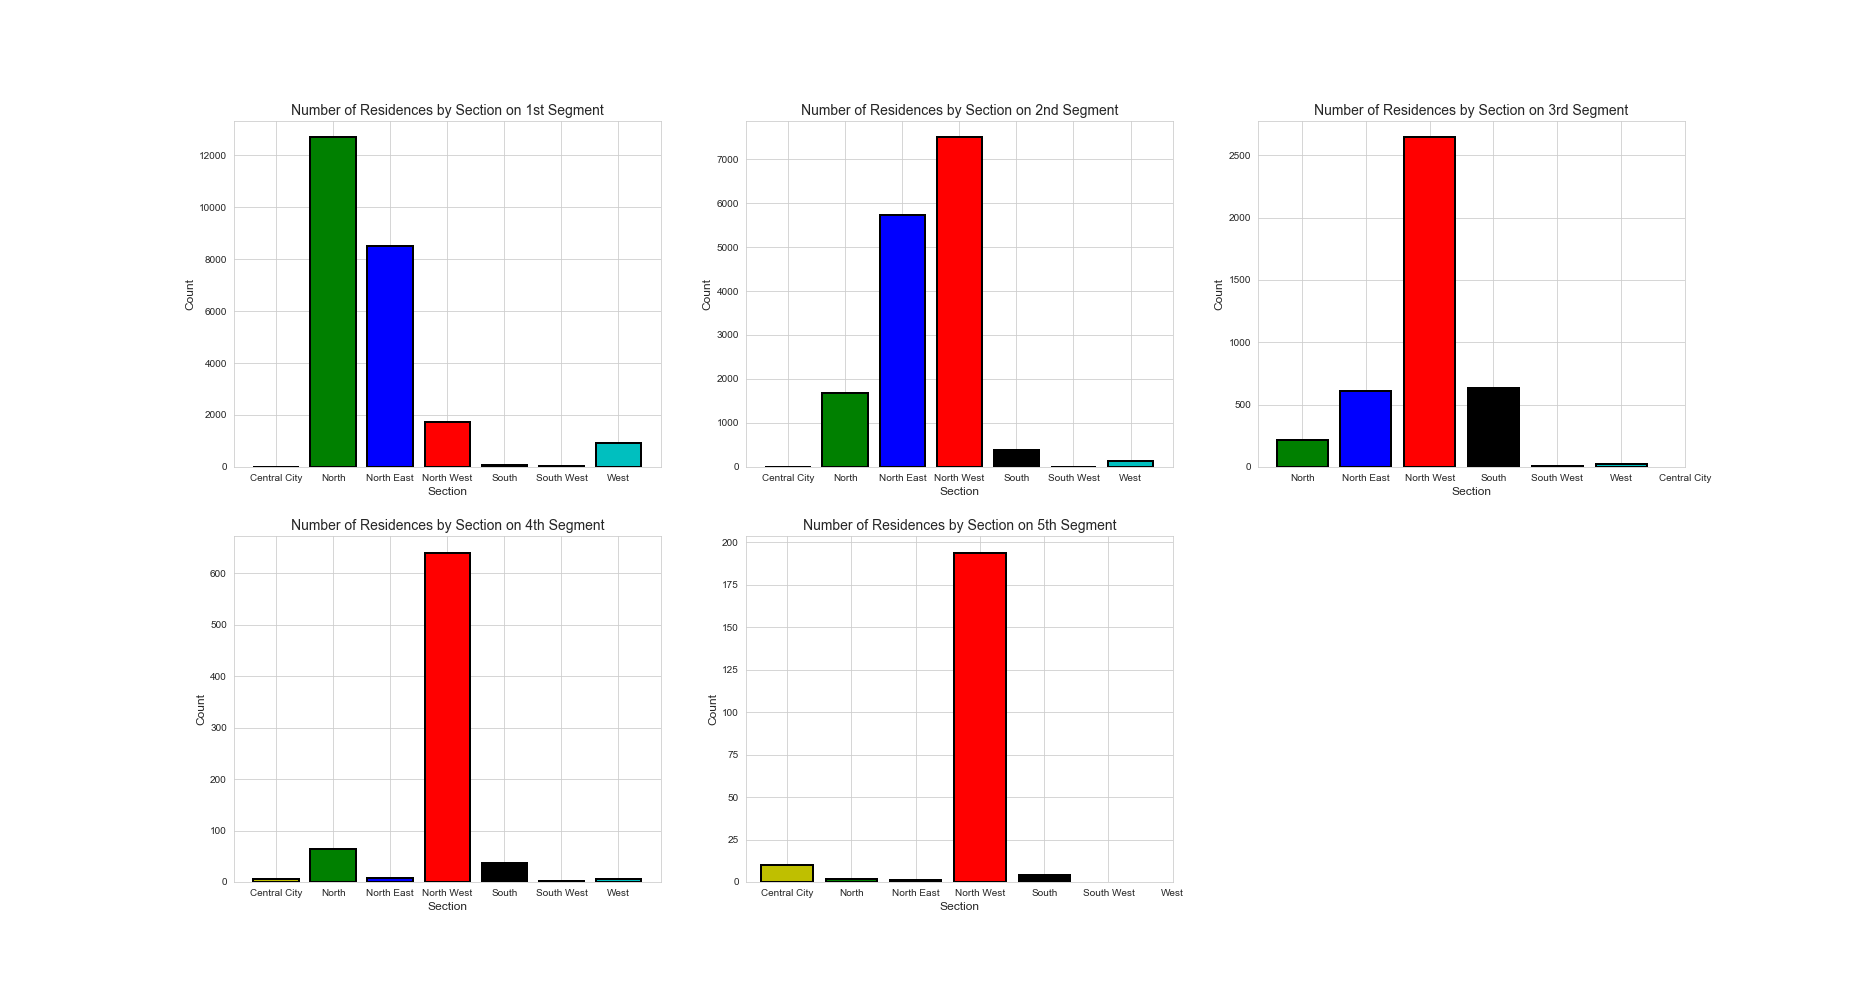 Number of Residences by Section on 1st Segment
12000
10000
8000
6000
4000
2000
0
Count
Central City North North East North West South South West West
Section
Number of Residences by Section on 2nd Segment
7000
6000
5000
4000
3000
2000
1000
0
Count
Central City North North East North West South South West West
Section
Number of Residences by Section on 3rd Segment
2500
2000
1500
1000
500
0
Count
North North East North West South South West West Central City
Section
Number of Residences by Section on 4th Segment
600
500
400
300
200
100
0
Count
Central City North North East North West South South West West
Section
Number of Residences by Section on 5th Segment
200
175
150
125
100
75
50
25
0
Count
Central City North North East North West South South West West
Section